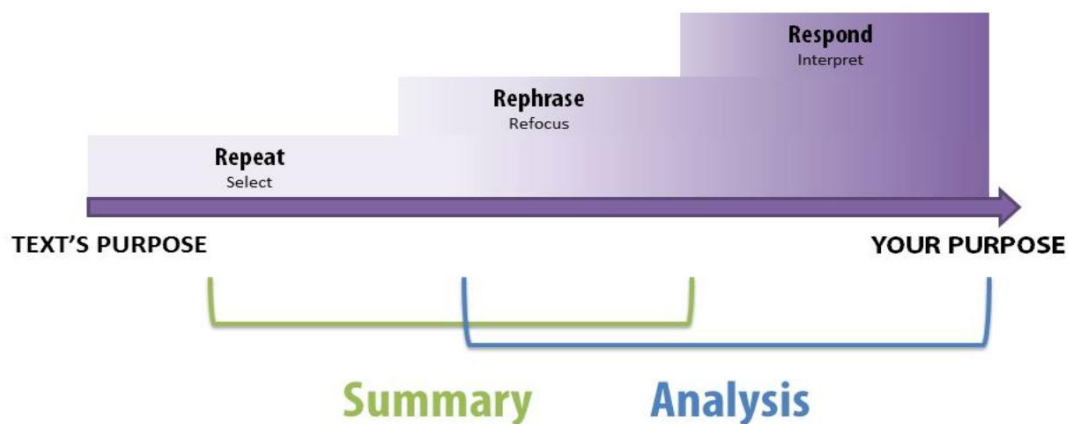 Respond
Interpret
Rephrase
Refocus
Repeat
Select
TEXT'S PURPOSE
YOUR PURPOSE
Summary
Analysis